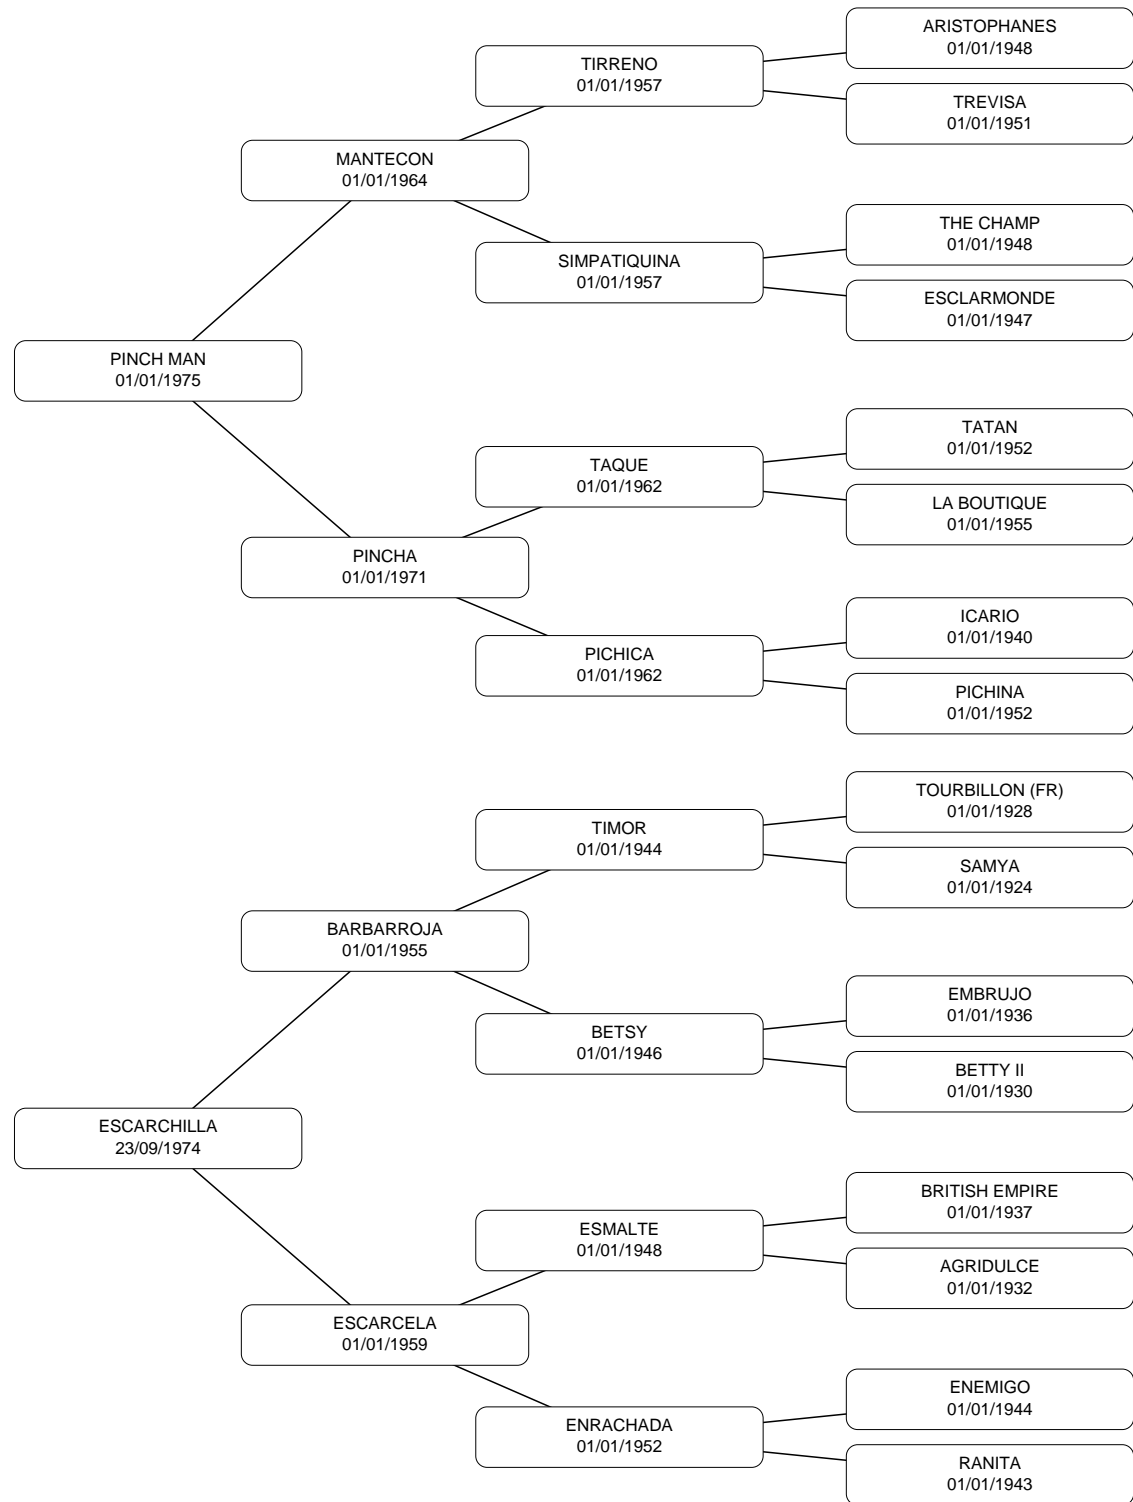 ARISTOPHANES
01/01/1948
TIRRENO
01/01/1957
TREVISA
01/01/1951
MANTECON
01/01/1964
THE CHAMP
01/01/1948
SIMPATIQUINA
01/01/1957
ESCLARMONDE
01/01/1947
PINCH MAN
01/01/1975
TATAN
01/01/1952
TAQUE
01/01/1962
LA BOUTIQUE
01/01/1955
PINCHA
01/01/1971
ICARIO
01/01/1940
PICHICA
01/01/1962
PICHINA
01/01/1952
TOURBILLON (FR)
01/01/1928
TIMOR
01/01/1944
SAMYA
01/01/1924
BARBARROJA
01/01/1955
EMBRUJO
01/01/1936
BETSY
01/01/1946
BETTY II
01/01/1930
ESCARCHILLA
23/09/1974
BRITISH EMPIRE
01/01/1937
ESMALTE
01/01/1948
AGRIDULCE
01/01/1932
ESCARCELA
01/01/1959
ENEMIGO
01/01/1944
ENRACHADA
01/01/1952
RANITA
01/01/1943